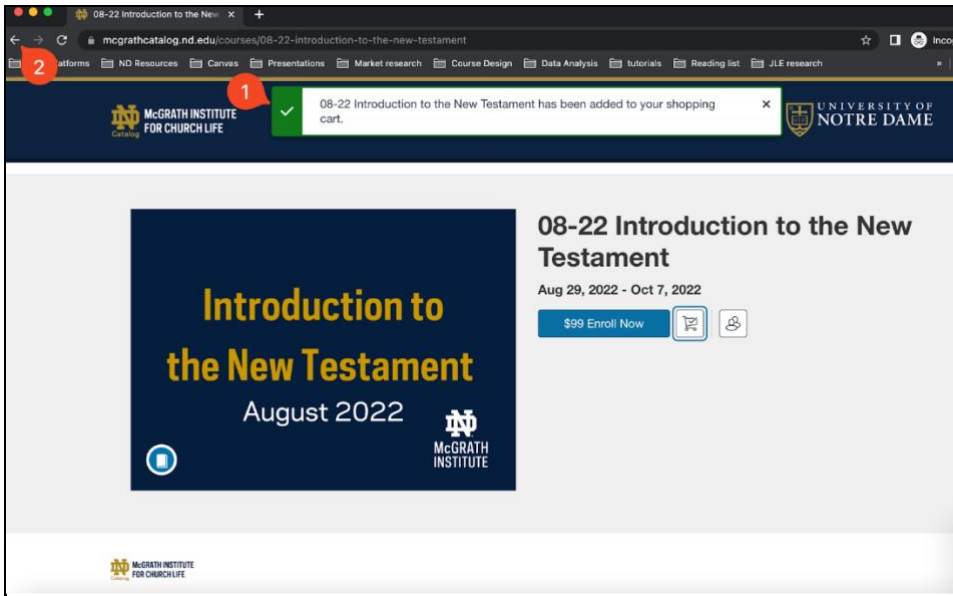 08-22 Introduction to the New
mcgrathcatalog.nd.edu/courses/08-22-introduction-to-the-new-testament
Inco
2
atforms ND Resources Canvas Presentations Market research Course Design Data Analysis tutorials Reading list JLE research »
1
McGRATH INSTITUTE
FOR CHURCH LIFE
Catalog
08-22 Introduction to the New Testament has been added to your shopping
cart.
UNIVERSITY OF
NOTRE DAME
08-22 Introduction to the New
Testament
Aug 29, 2022 - Oct 7, 2022
$99 Enroll Now
Introduction to
the New Testament
August 2022
ND
McGRATH
INSTITUTE
McGRATH INSTITUTE
FOR CHURCH LIFE
Catalog